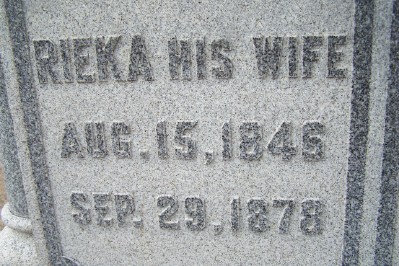 RIEKA HIS WIFE
AUG. 15, 1846
SEP. 29, 1878